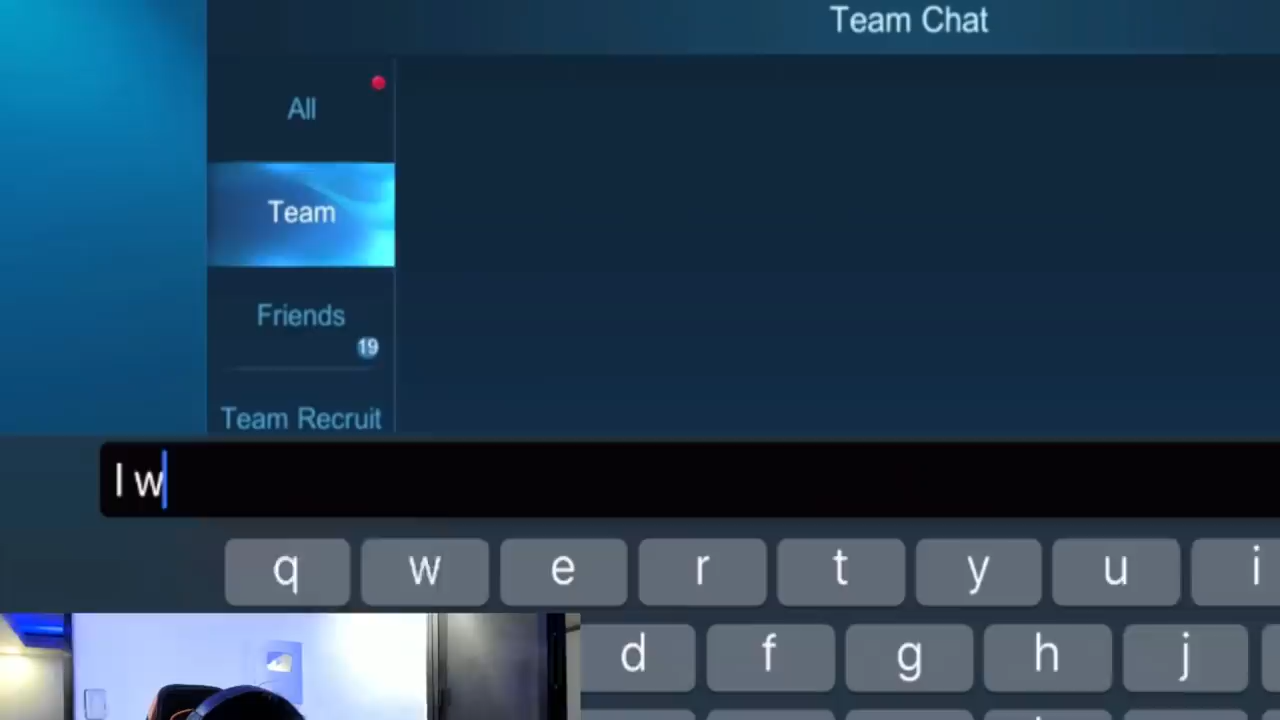 Team Chat
All
Team
Friends
19
Team Recruit
I w
q w e r t y u i
d f g h j